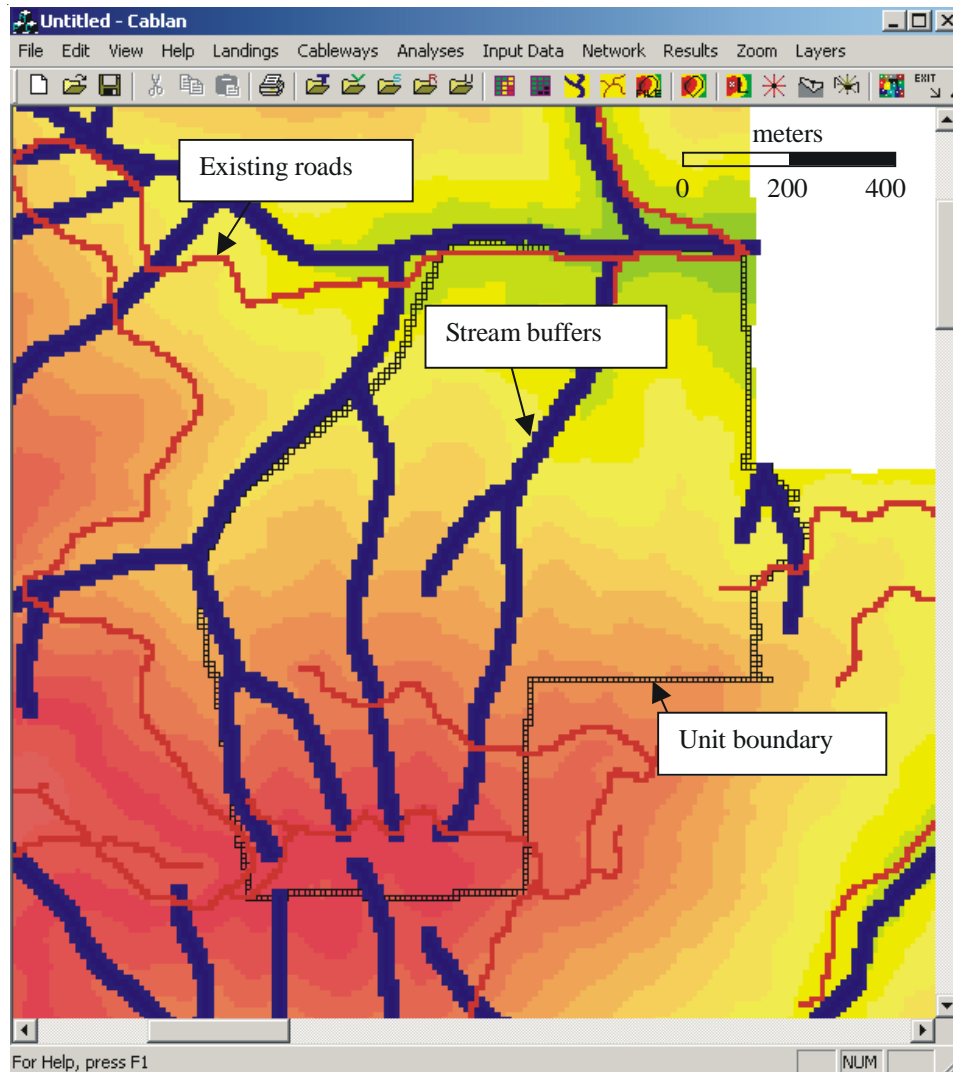 Untitled - Cablan
File Edit View Help Landings Cableways Analyses Input Data Network Results Zoom Layers
EXIT
meters
0 200 400
Existing roads
Stream buffers
Unit boundary
For Help, press F1
NUM